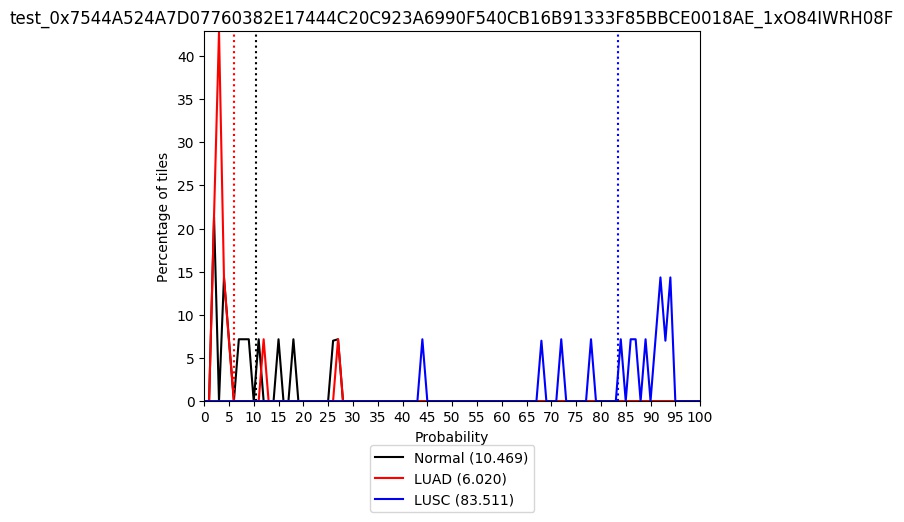 test_0x7544A524A7D07760382E17444C20C923A6990F540CB16B91333F85BBCE0018AE_1xO84IWRH08F
40
35
30
25
20
15
10
5
0
Percentage of tiles
0 5 10 15 20 25 30 35 40 45 50 55 60 65 70 75 80 85 90 95 100
Probability
Normal (10.469)
LUAD (6.020)
LUSC (83.511)